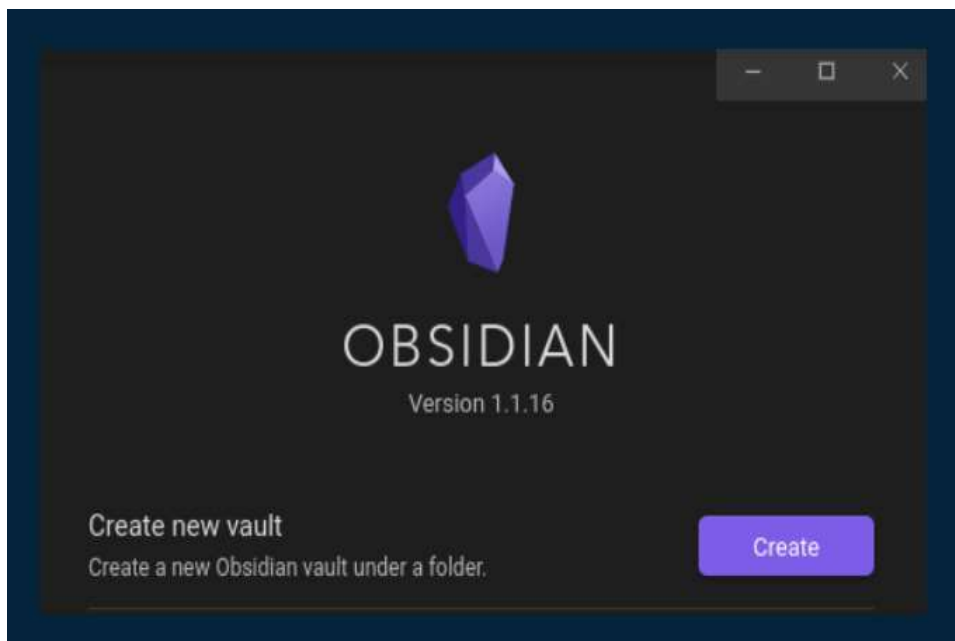 OBSIDIAN
Version 1.1.16
Create new vault
Create
Create a new Obsidian vault under a folder.